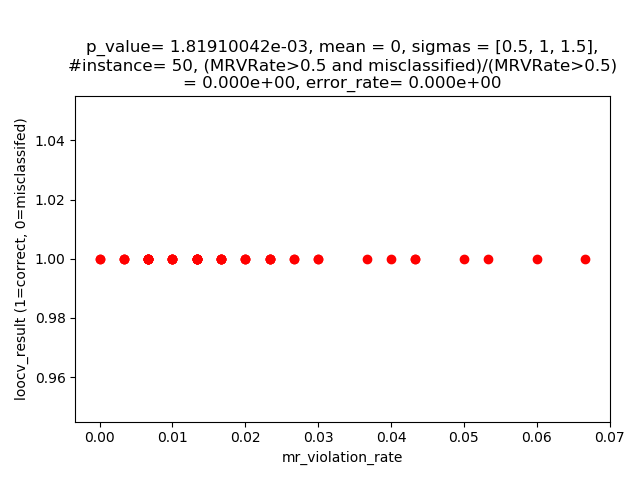 p_value= 1.81910042e-03, mean = 0, sigmas = [0.5, 1, 1.5],
#instance= 50, (MRVRate>0.5 and misclassified)/(MRVRate>0.5)
= 0.000e+00, error_rate= 0.000e+00
loocv_result (1=correct, 0=misclassifed)
1.04
1.02
1.00
0.98
0.96
0.00 0.01 0.02 0.03 0.04 0.05 0.06 0.07
mr_violation_rate